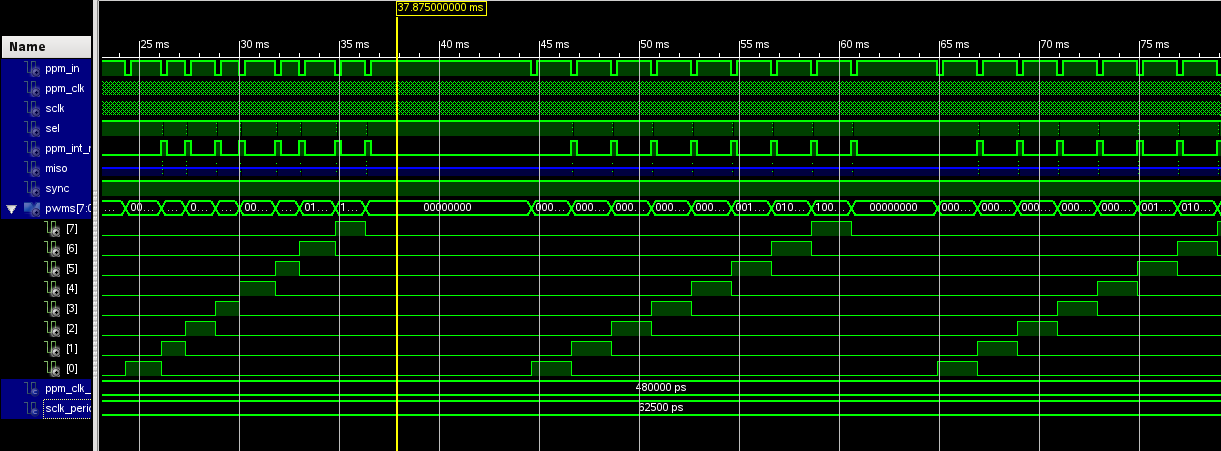 37.875000000 ms
Name
25 ms 30 ms 35 ms 40 ms 45 ms 50 ms 55 ms 60 ms 65 ms 70 ms 75 ms
ppm_in
ppm_clk
sclk
sel
ppm_int_r
miso
sync
pwms[7:0 ... 00... ... 0... ... 00... ... 01... 1... 00000000 000... 000... 000... 000... 000... 001... 010... 100... 00000000 000... 000... 000... 000... 000... 001... 010...
[7]
[6]
[5]
[4]
[3]
[2]
[1]
[0]
ppm_clk_ 480000 ps
sclk_perio 62500 ps